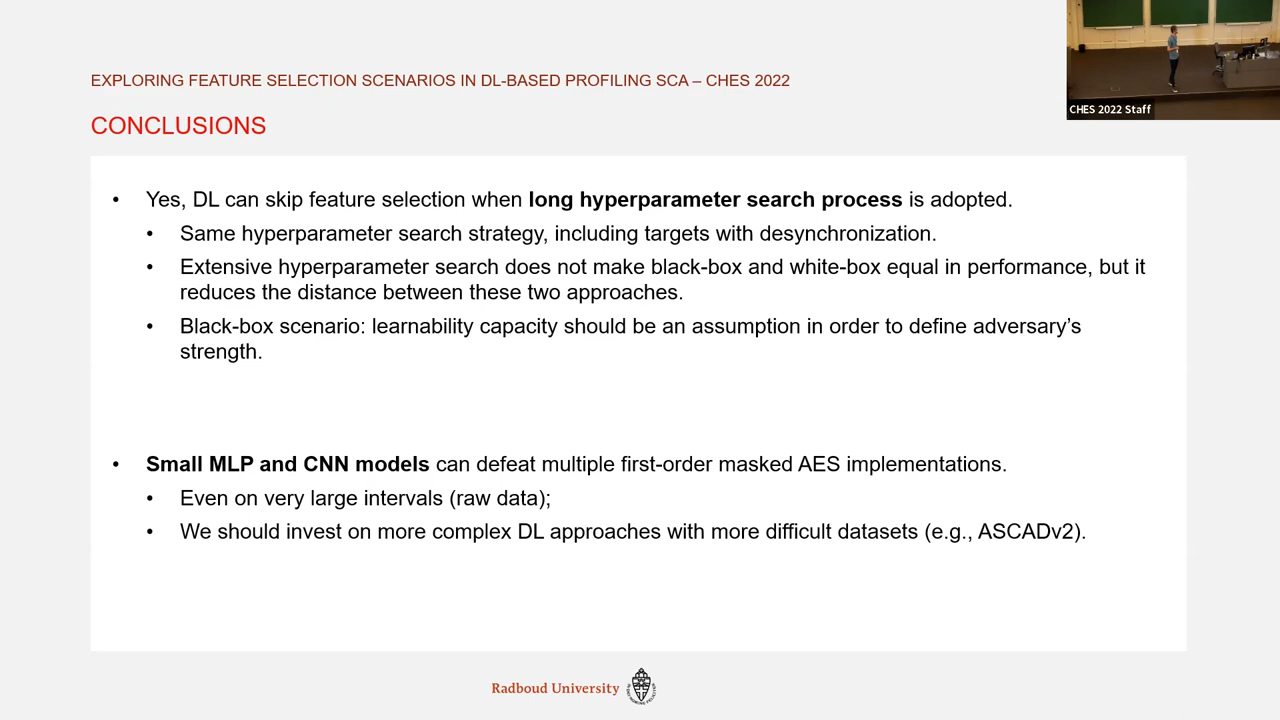 EXPLORING FEATURE SELECTION SCENARIOS IN DL-BASED PROFILING SCA – CHES 2022
CHES 2022 Staff
CONCLUSIONS
• Yes, DL can skip feature selection when long hyperparameter search process is adopted.
• Same hyperparameter search strategy, including targets with desynchronization.
• Extensive hyperparameter search does not make black-box and white-box equal in performance, but it
reduces the distance between these two approaches.
• Black-box scenario: learnability capacity should be an assumption in order to define adversary’s
strength.
• Small MLP and CNN models can defeat multiple first-order masked AES implementations.
• Even on very large intervals (raw data);
• We should invest on more complex DL approaches with more difficult datasets (e.g., ASCADv2).
Radboud University